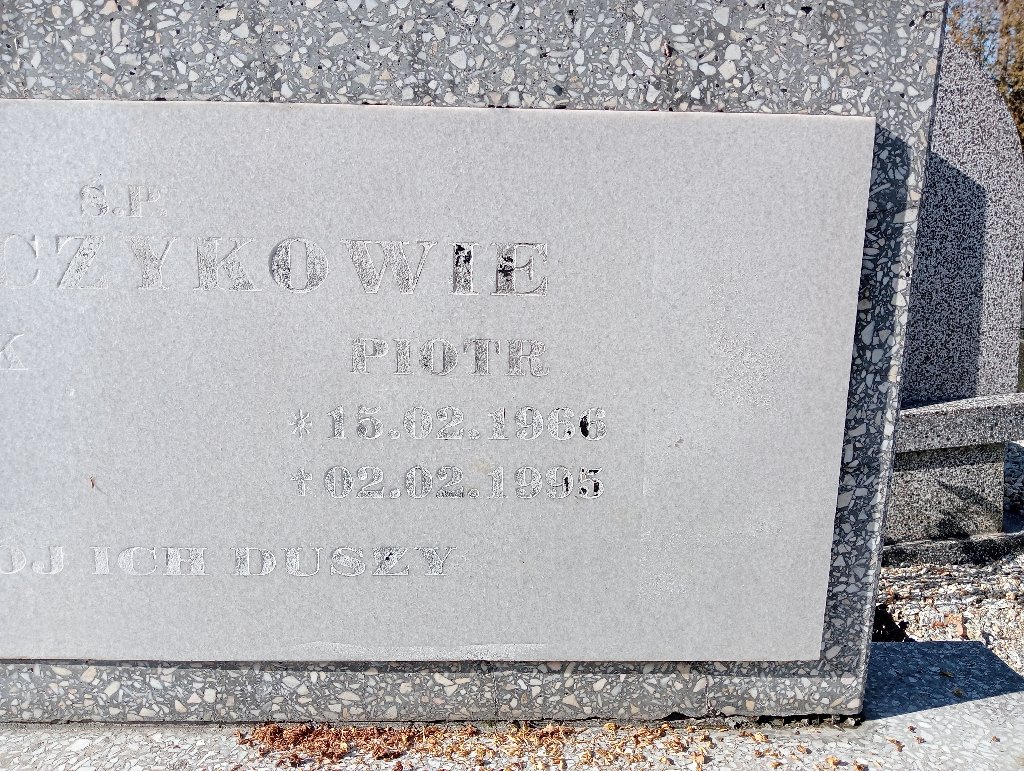 Ś.P.
CZYKOWIE
K
PIOTR
* 15.02.1966
† 02.02.1995
OJ ICH DUSZY